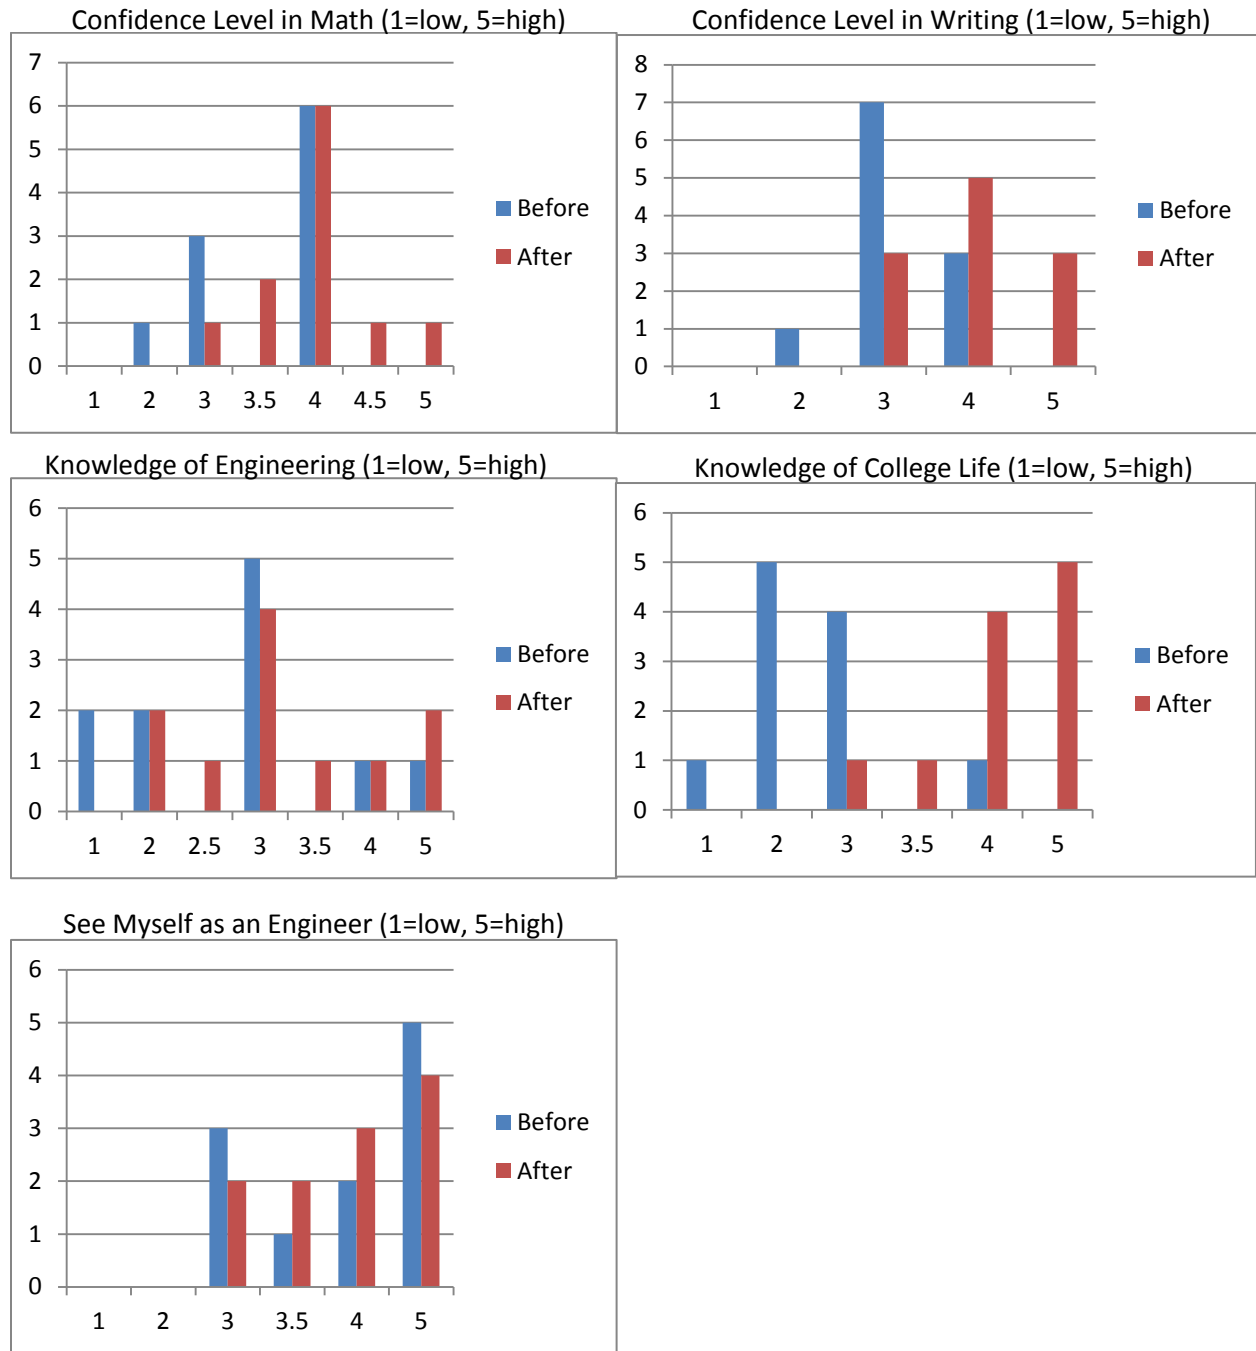 Confidence Level in Math (1=low, 5=high)
7
6
5
4
3
2
1
0
1 2 3 3.5 4 4.5 5
Before
After
Confidence Level in Writing (1=low, 5=high)
8
7
6
5
4
3
2
1
0
1 2 3 4 5
Before
After
Knowledge of Engineering (1=low, 5=high)
6
5
4
3
2
1
0
1 2 2.5 3 3.5 4 5
Before
After
Knowledge of College Life (1=low, 5=high)
6
5
4
3
2
1
0
1 2 3 3.5 4 5
Before
After
See Myself as an Engineer (1=low, 5=high)
6
5
4
3
2
1
0
1 2 3 3.5 4 5
Before
After